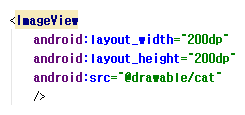 <ImageView
android:layout_width="200dp"
android:layout_height="200dp"
android:src="@drawable/cat"
/>